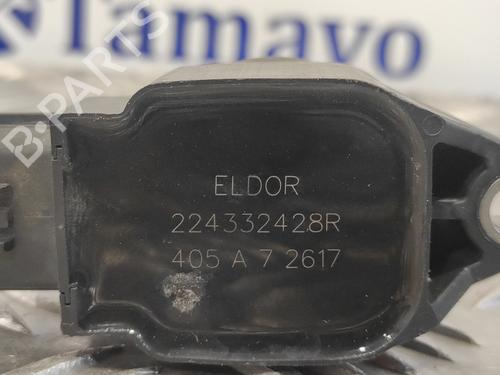 Tamayo
B-PARTS
ELDOR
224332428R
405 A 7 2617